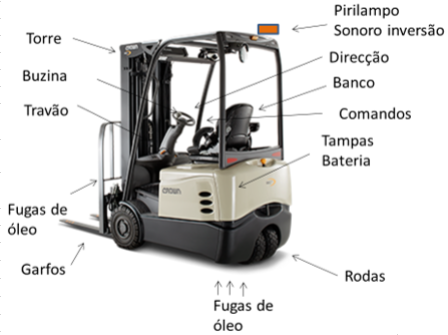 Pirilampo
Sonoro inversão
Torre
Direcção
Buzina
Banco
Travão
Comandos
Tampas
Bateria
Fugas de
óleo
Garfos
Rodas
Fugas de
óleo
CROWN
CROWN